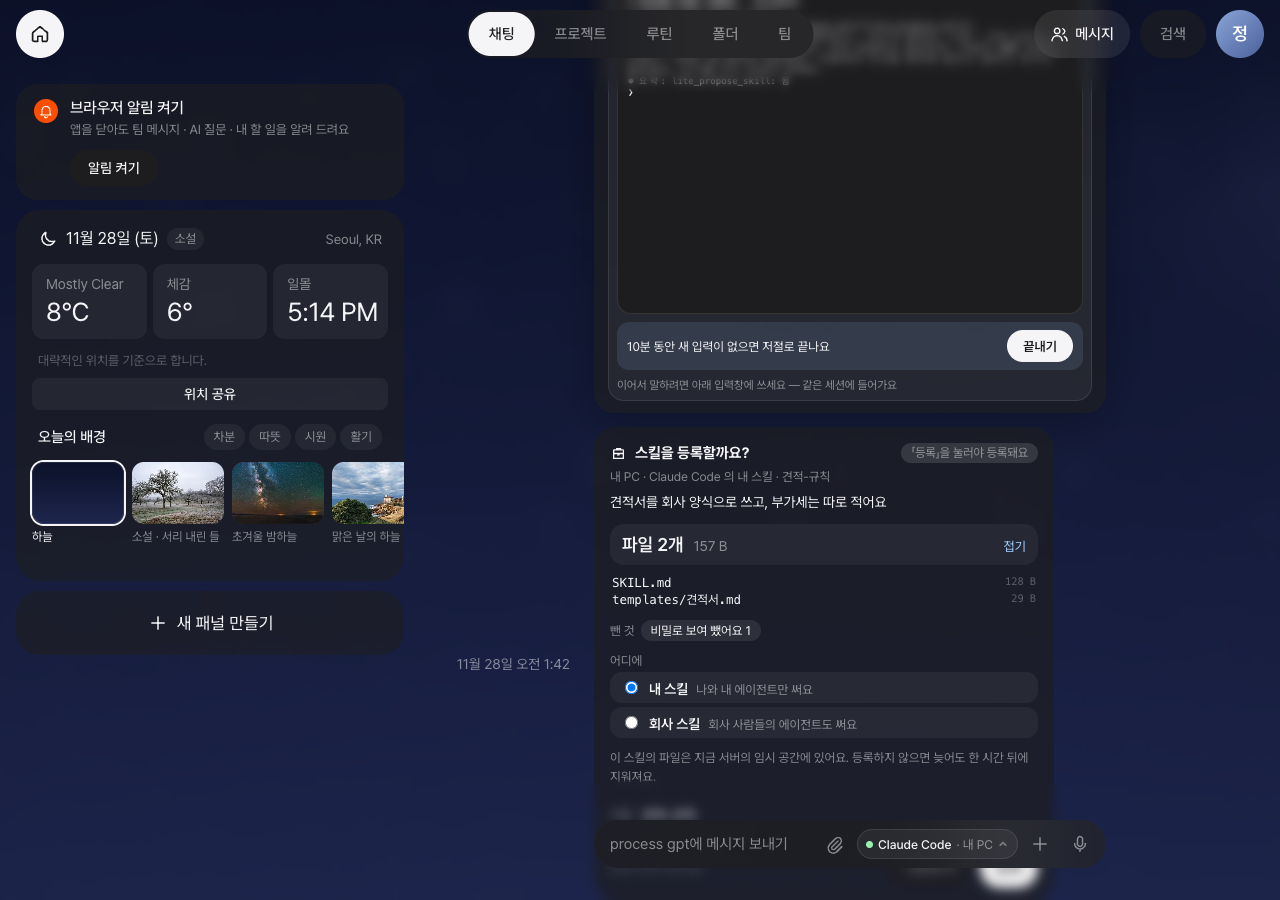 채팅
프로젝트
루틴
폴더
팀
메시지
검색
정
브라우저 알림 켜기
앱을 닫아도 팀 메시지 · AI 질문 · 내 할 일을 알려 드려요
알림 켜기
11월 28일 (토) 소설 Seoul, KR
Mostly Clear
8°C
체감
6°
일몰
5:14 PM
대략적인 위치를 기준으로 합니다.
위치 공유
오늘의 배경
차분
따뜻
시원
활기
하늘
소설 · 서리 내린 들
초겨울 밤하늘
맑은 날의 하늘
새 패널 만들기
11월 28일 오전 1:42
● 요약: lite_propose_skill: 됨
❯
10분 동안 새 입력이 없으면 저절로 끝나요
끝내기
이어서 말하려면 아래 입력창에 쓰세요 — 같은 세션에 들어가요
스킬을 등록할까요?
「등록」을 눌러야 등록돼요
내 PC · Claude Code 의 내 스킬 · 견적-규칙
견적서를 회사 양식으로 쓰고, 부가세는 따로 적어요
파일 2개 157 B 접기
SKILL.md 128 B
templates/견적서.md 29 B
뺀 것 비밀로 보여 뺐어요 1
어디에
내 스킬 나와 내 에이전트만 써요
회사 스킬 회사 사람들의 에이전트도 써요
이 스킬의 파일은 지금 서버의 임시 공간에 있어요. 등록하지 않으면 늦어도 한 시간 뒤에
지워져요.
process gpt에 메시지 보내기
Claude Code · 내 PC